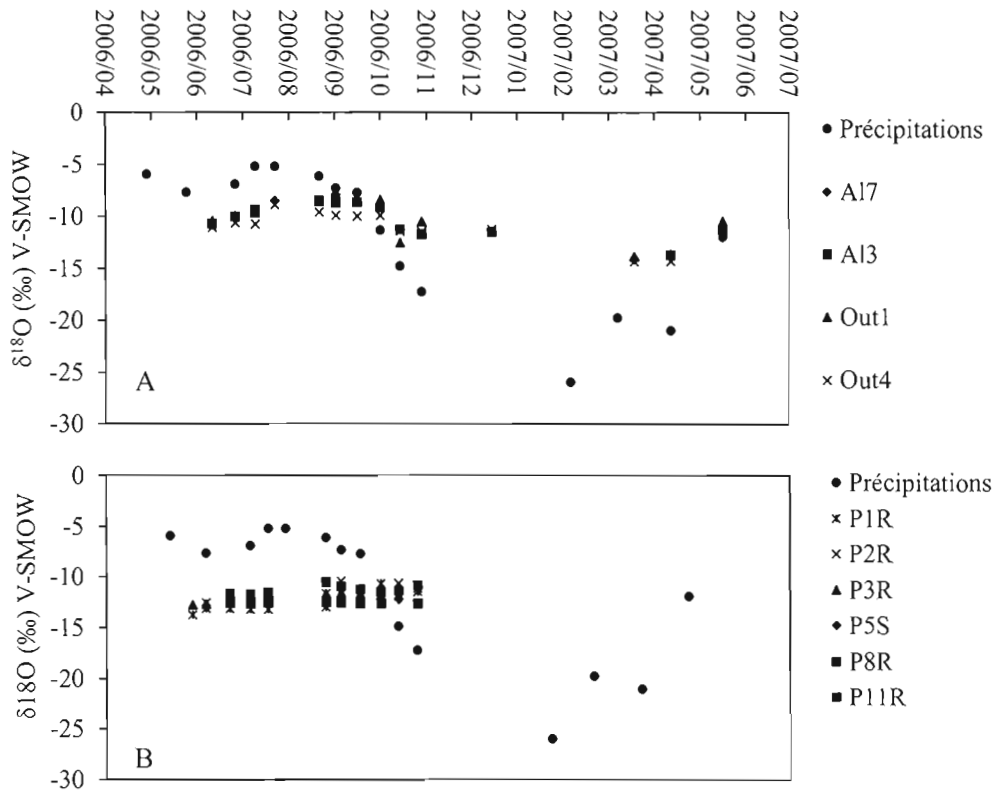 2006/04
2006/05
2006/06
2006/07
2006/08
2006/09
2006/10
2006/11
2007/01
2007/02
2007/03
2007/04
2007/05
2007/06
2007/07
0
-5
-10
-15
-20
-25
-30
δ¹⁸O (‰) V-SMOW
A
Précipitations
Al7
Al3
Out1
Out4
0
-5
-10
-15
-20
-25
-30
δ18O (‰) V-SMOW
B
Précipitations
P1R
P2R
P3R
P5S
P8R
P11R